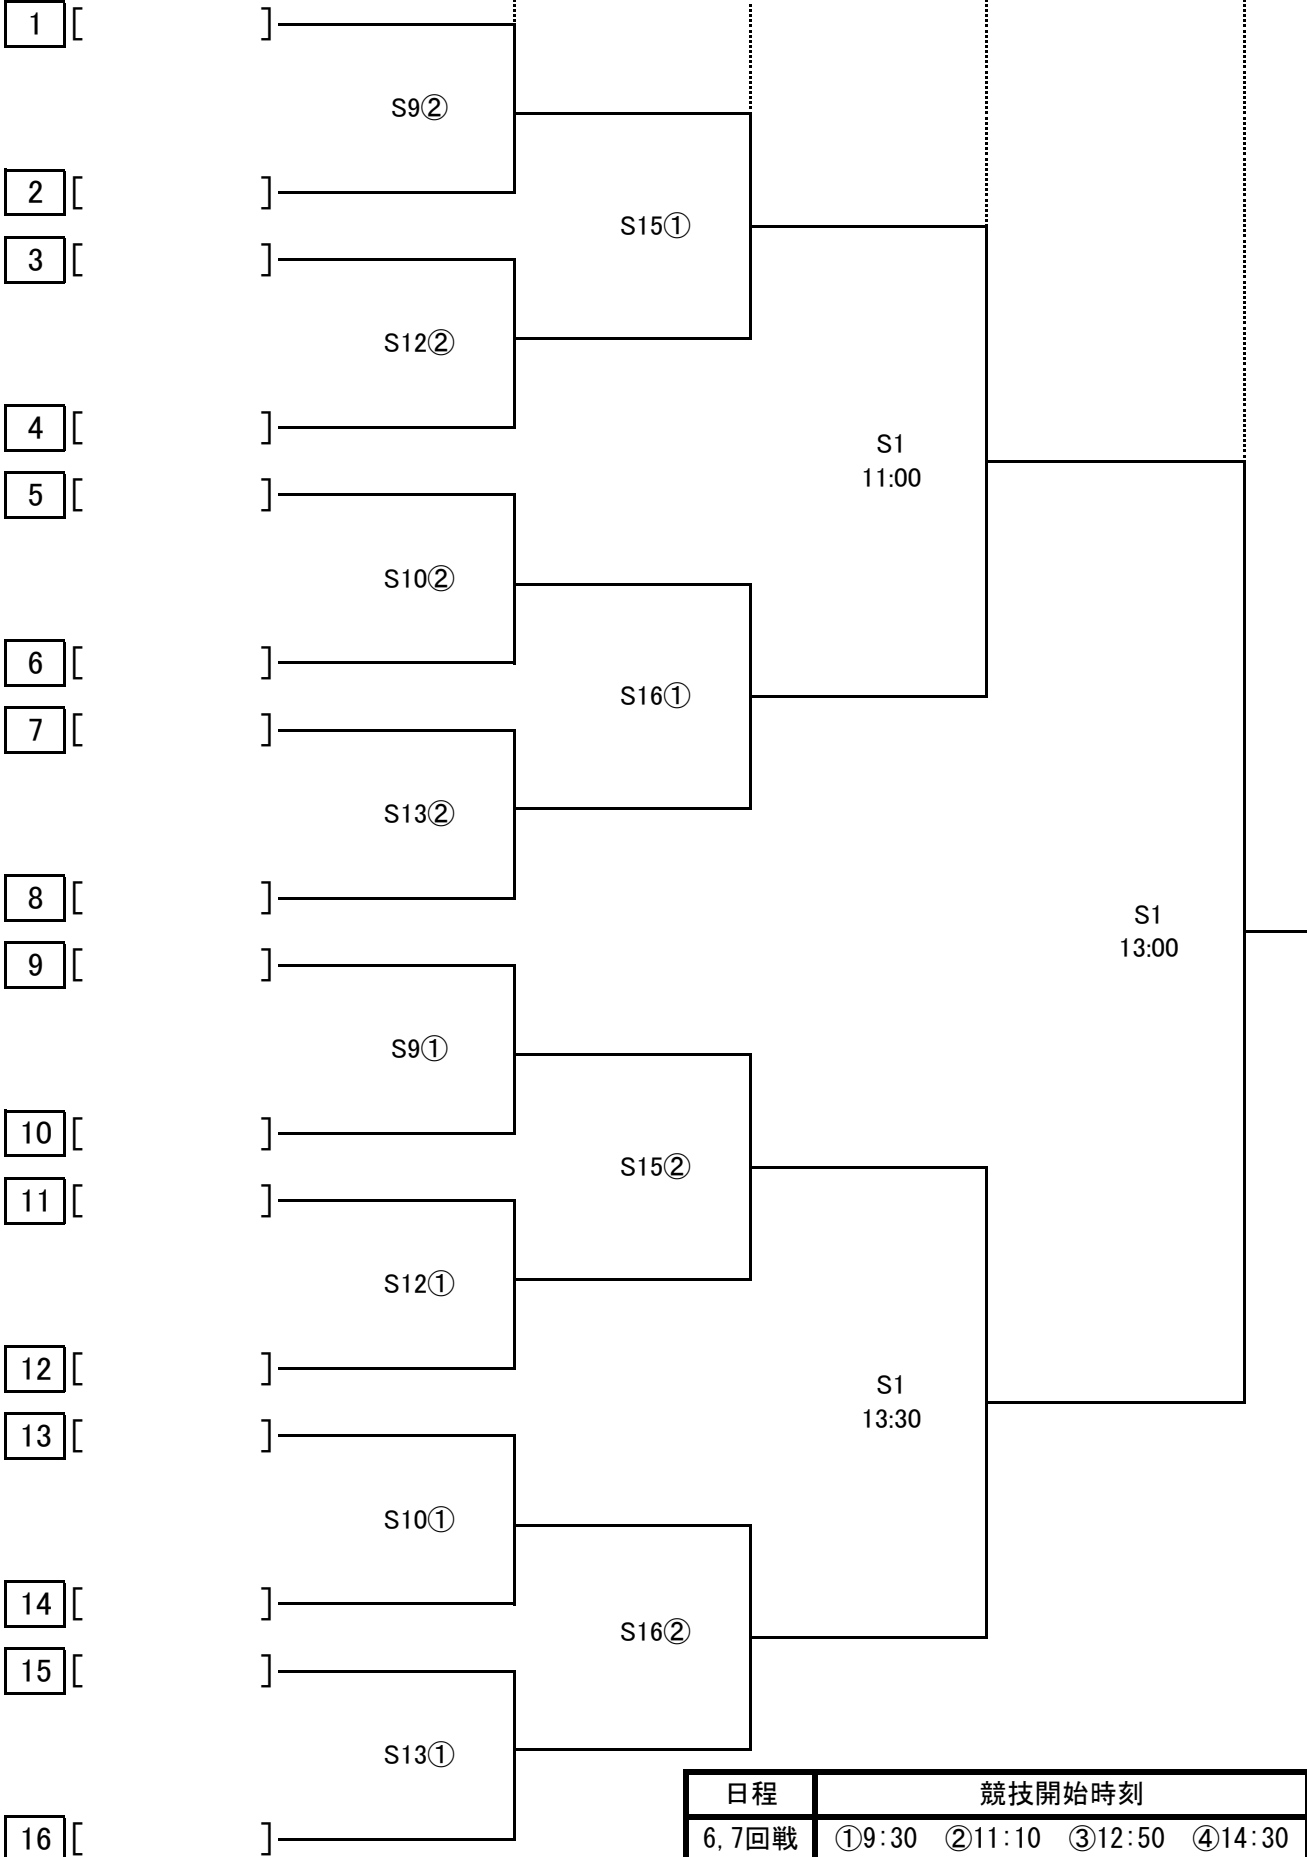 1 [ ]
S9②
2 [ ]
S15①
3 [ ]
S12②
4 [ ]
S1
11:00
5 [ ]
S10②
6 [ ]
S16①
7 [ ]
S13②
8 [ ]
S1
13:00
9 [ ]
S9①
10 [ ]
S15②
11 [ ]
S12①
12 [ ]
S1
13:30
13 [ ]
S10①
14 [ ]
S16②
15 [ ]
S13①
16 [ ]
日程 競技開始時刻
6,7回戦 ①9:30 ②11:10 ③12:50 ④14:30